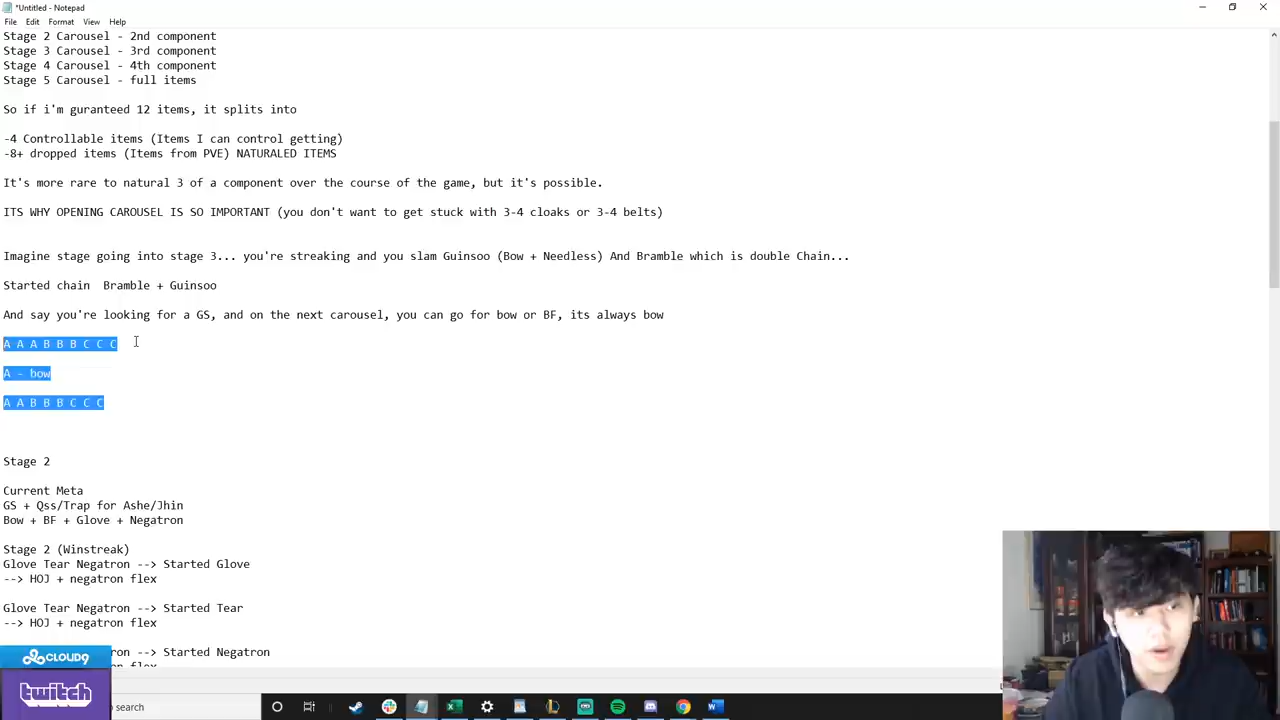 *Untitled - Notepad
File Edit Format View Help
Stage 2 Carousel - 2nd component
Stage 3 Carousel - 3rd component
Stage 4 Carousel - 4th component
Stage 5 Carousel - full items
So if i'm guranteed 12 items, it splits into
-4 Controllable items (Items I can control getting)
-8+ dropped items (Items from PVE) NATURALED ITEMS
It's more rare to natural 3 of a component over the course of the game, but it's possible.
ITS WHY OPENING CAROUSEL IS SO IMPORTANT (you don't want to get stuck with 3-4 cloaks or 3-4 belts)
Imagine stage going into stage 3... you're streaking and you slam Guinsoo (Bow + Needless) And Bramble which is double Chain...
Started chain  Bramble + Guinsoo
And say you're looking for a GS, and on the next carousel, you can go for bow or BF, its always bow
A A A B B B C C C
A - bow
A A B B B C C C
Stage 2
Current Meta
GS + Qss/Trap for Ashe/Jhin
Bow + BF + Glove + Negatron
Stage 2 (Winstreak)
Glove Tear Negatron --> Started Glove
--> HOJ + negatron flex
Glove Tear Negatron --> Started Tear
--> HOJ + negatron flex
on --> Started Negatron
on flex
CLOUD9
twitch
search